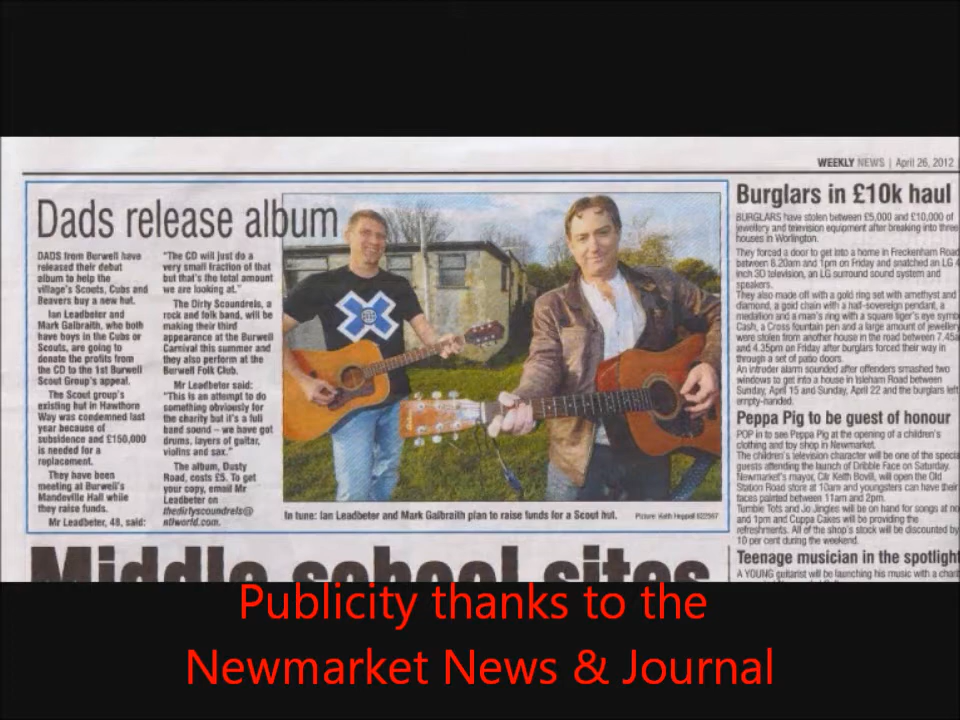 WEEKLY NEWS | April 26, 2012
Dads release album
DADS from Burwell have
released their debut
album to help the
village's Scouts, Cubs and
Beavers buy a new hut.
Ian Leadbeter and
Mark Galbraith, who both
have boys in the Cubs or
Scouts, are going to
donate the profits from
the CD to the 1st Burwell
Scout Group's appeal.
The Scout group's
existing hut in Hawthorn
Way was condemned last
year because of
subsidence and £150,000
is needed for a
replacement.
They have been
meeting at Burwell's
Mandeville Hall while
they raise funds.
Mr Leadbeter, 48, said:
"The CD will just do a
very small fraction of that
but that's the total amount
we are looking at."
The Dirty Scoundrels, a
rock and folk band, will be
making their third
appearance at the Burwell
Carnival this summer and
they also perform at the
Burwell Folk Club.
Mr Leadbeter said:
"This is an attempt to do
something obviously for
the charity but it's a full
band sound – we have got
drums, layers of guitar,
violins and sax."
The album, Dusty
Road, costs £5. To get
your copy, email Mr
Leadbeter on
thedirtyscoundrels@
ntlworld.com.
In tune: Ian Leadbeter and Mark Galbraith plan to raise funds for a Scout hut.
Picture: Keith Heppell
Burglars in £10k haul
BURGLARS have stolen between £5,000 and £10,000 of
jewellery and television equipment after breaking into three
houses in Worlington.
They forced a door to get into a home in Freckenham Road
between 8.20am and 1pm on Friday and snatched an LG 4
inch 3D television, an LG surround sound system and
speakers.
They also made off with a gold ring set with amethyst and
diamond, a gold chain with a half-sovereign pendant, a
medallion and a man's ring with a square tiger's eye symb
Cash, a Cross fountain pen and a large amount of jewellery
were stolen from another house in the road between 7.45a
and 4.35pm on Friday after burglars forced their way in
through a set of patio doors.
An intruder alarm sounded after offenders smashed two
windows to get into a house in Isleham Road between
Sunday, April 15 and Sunday, April 22 and the burglars left
empty-handed.
Peppa Pig to be guest of honour
POP in to see Peppa Pig at the opening of a children's
clothing and toy shop in Newmarket.
The children's television character will be one of the specia
guests attending the launch of Dribble Face on Saturday.
Newmarket's mayor, Cllr Keith Bovill, will open the Old
Station Road store at 10am and youngsters can have their
faces painted between 11am and 2pm.
Tumble Tots and Jo Jingles will be on hand for songs at no
and 1pm and Cuppa Cakes will be providing the
refreshments. All of the shop's stock will be discounted by
10 per cent during the weekend.
Teenage musician in the spotlight
A YOUNG guitarist will be launching his music with a chari
Middle school sites
Publicity thanks to the
Newmarket News & Journal